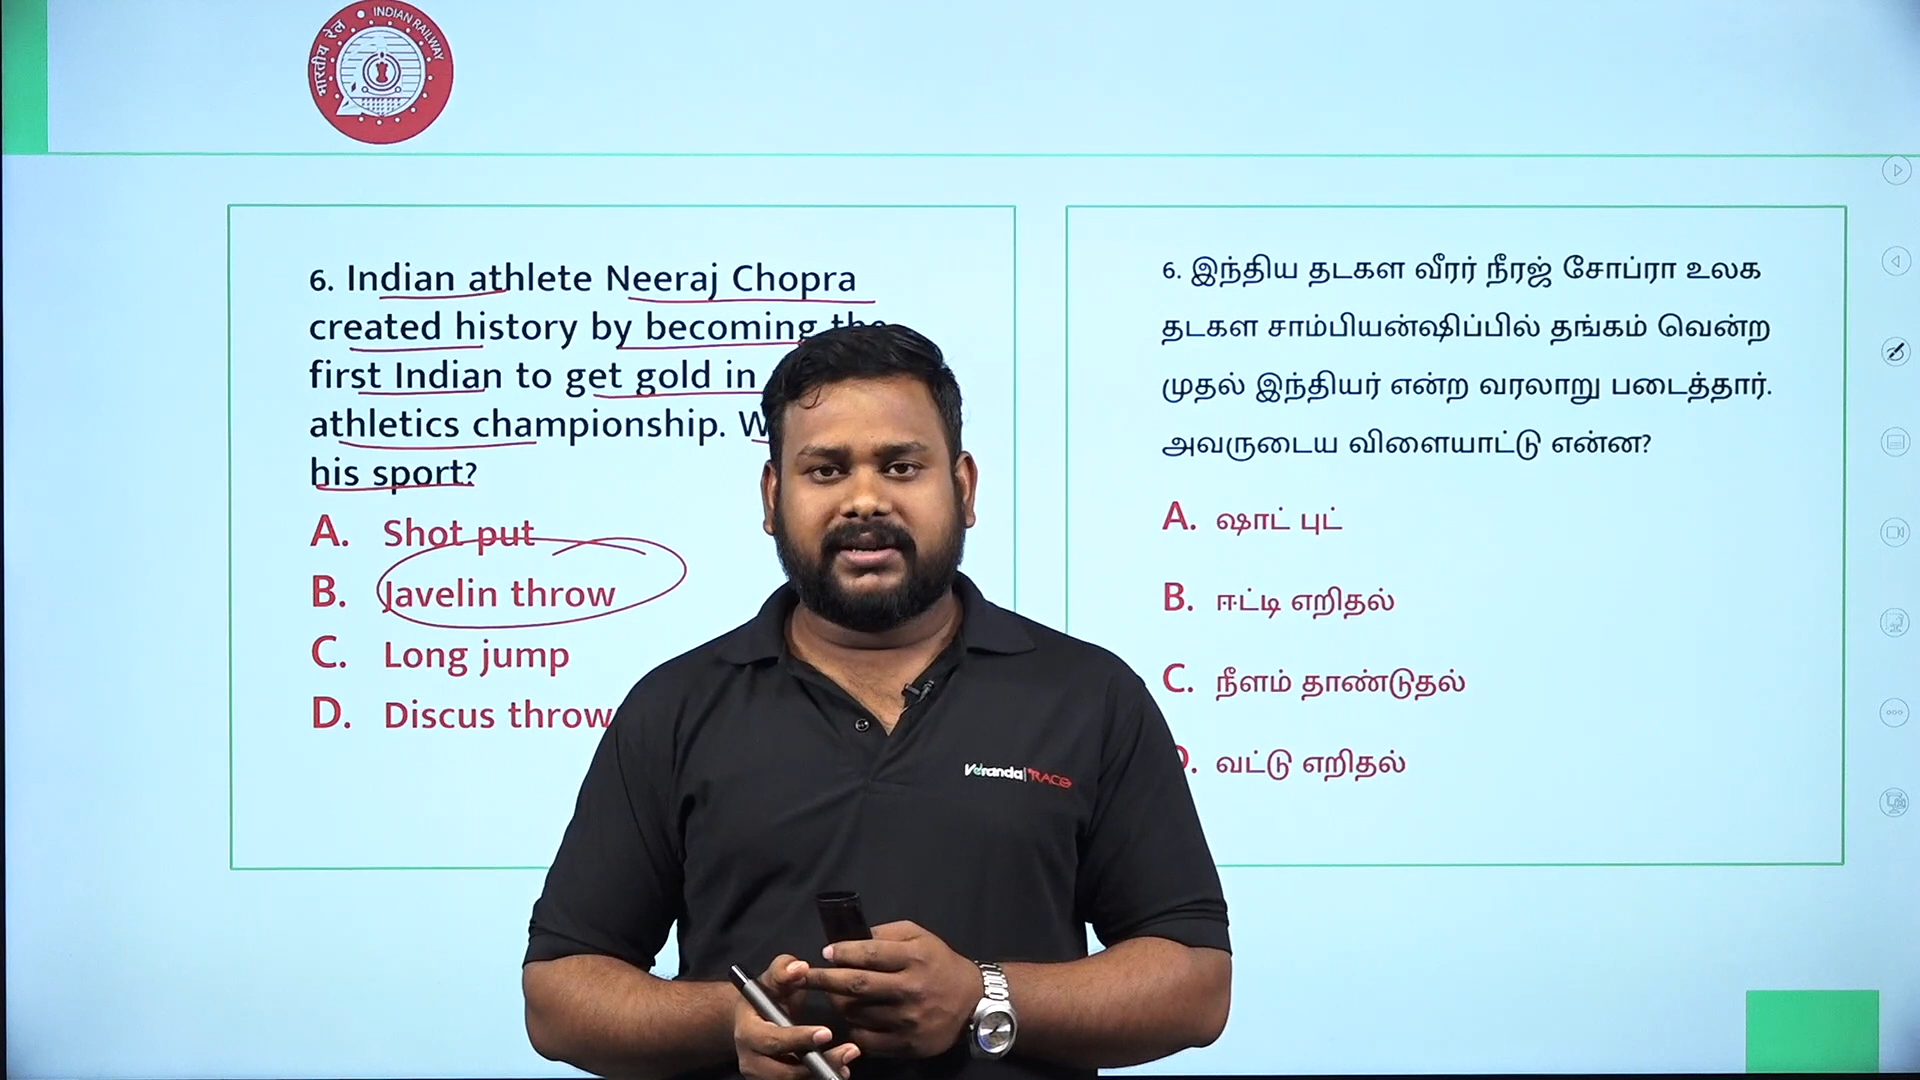 भारतीय रेल
INDIAN RAILWAY
6. Indian athlete Neeraj Chopra
created history by becoming the
first Indian to get gold in
athletics championship.
his sport?
A. Shot put
B. Javelin throw
C. Long jump
D. Discus throw
6. இந்திய தடகள வீரர் நீரஜ் சோப்ரா உலக
தடகள சாம்பியன்ஷிப்பில் தங்கம் வென்ற
முதல் இந்தியர் என்ற வரலாறு படைத்தார்.
அவருடைய விளையாட்டு என்ன?
A. ஷாட் புட்
B. ஈட்டி எறிதல்
C. நீளம் தாண்டுதல்
D. வட்டு எறிதல்
Veranda RACE